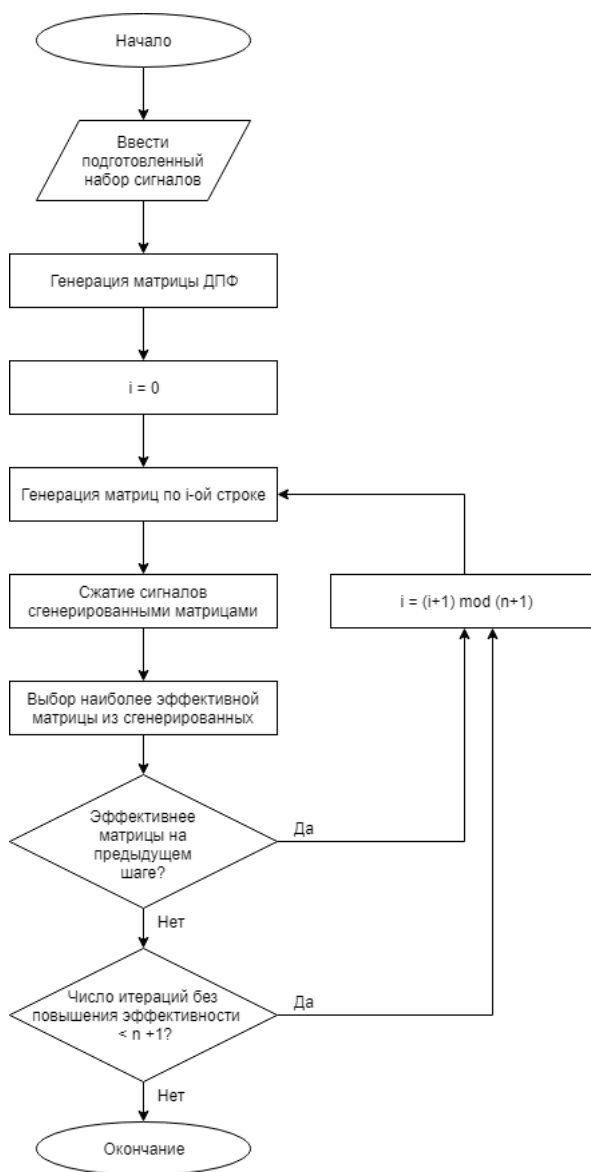 Начало
Ввести
подготовленный
набор сигналов
Генерация матрицы ДПФ
i = 0
Генерация матриц по i-ой строке
Сжатие сигналов
сгенерированными матрицами
i = (i+1) mod (n+1)
Выбор наиболее эффективной
матрицы из сгенерированных
Эффективнее
матрицы на
предыдущем
шаге?
Да
Нет
Число итераций без
повышения эффективности
< n +1?
Да
Нет
Окончание